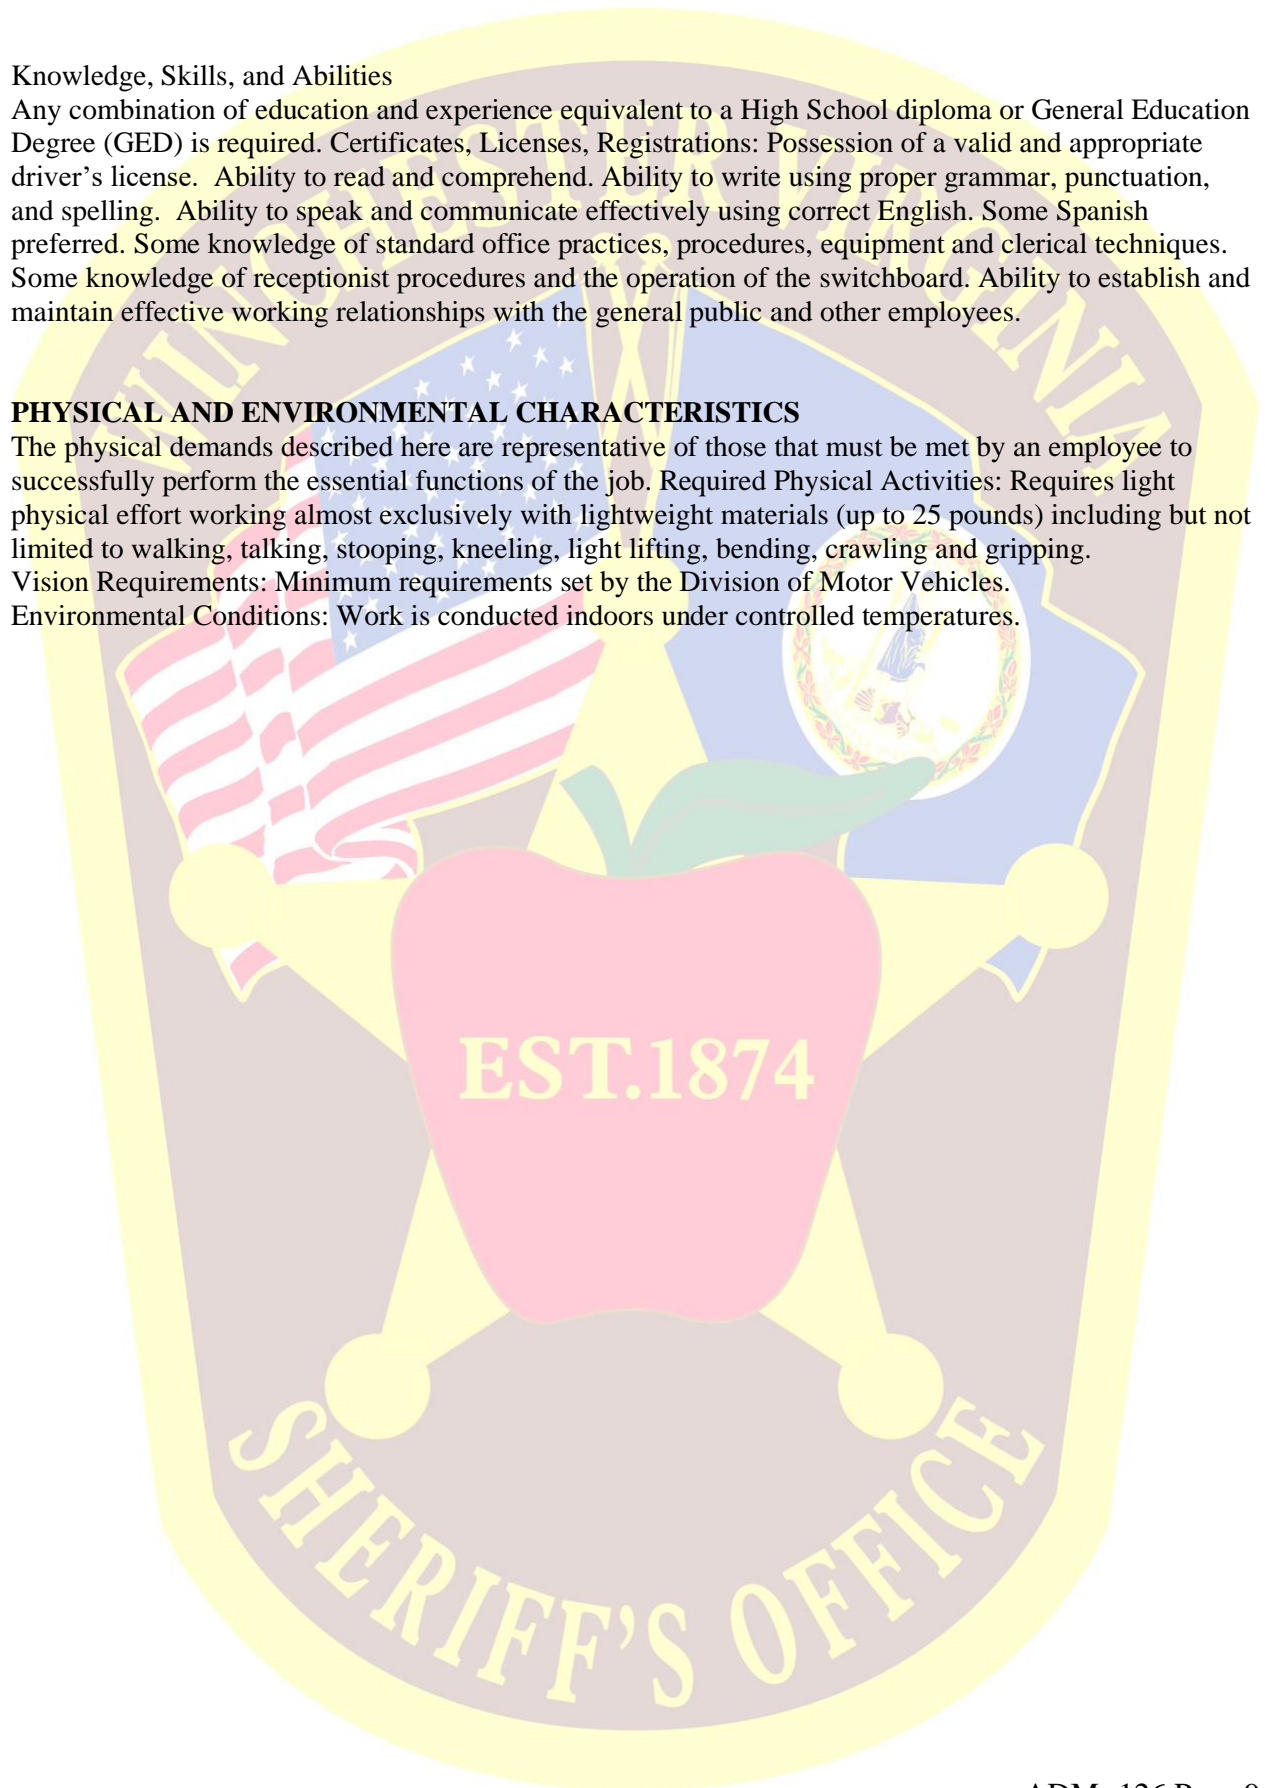 Knowledge, Skills, and Abilities
Any combination of education and experience equivalent to a High School diploma or General Education
Degree (GED) is required. Certificates, Licenses, Registrations: Possession of a valid and appropriate
driver’s license.  Ability to read and comprehend. Ability to write using proper grammar, punctuation,
and spelling.  Ability to speak and communicate effectively using correct English. Some Spanish
preferred. Some knowledge of standard office practices, procedures, equipment and clerical techniques.
Some knowledge of receptionist procedures and the operation of the switchboard. Ability to establish and
maintain effective working relationships with the general public and other employees.
PHYSICAL AND ENVIRONMENTAL CHARACTERISTICS
The physical demands described here are representative of those that must be met by an employee to
successfully perform the essential functions of the job. Required Physical Activities: Requires light
physical effort working almost exclusively with lightweight materials (up to 25 pounds) including but not
limited to walking, talking, stooping, kneeling, light lifting, bending, crawling and gripping.
Vision Requirements: Minimum requirements set by the Division of Motor Vehicles.
Environmental Conditions: Work is conducted indoors under controlled temperatures.
WINCHESTER VIRGINIA
EST.1874
SHERIFF'S OFFICE